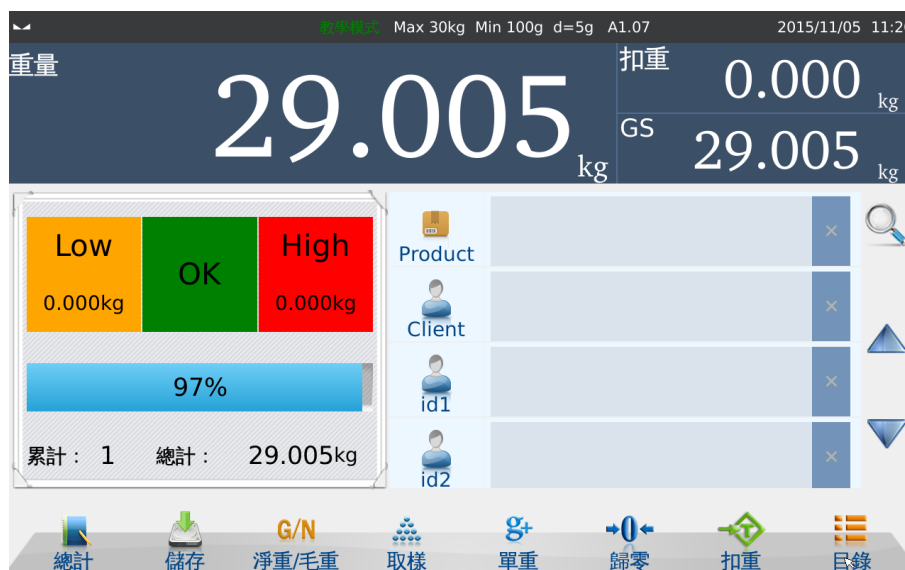 教學模式 Max 30kg Min 100g d=5g A1.07 2015/11/05 11:2
重量 29.005 kg
扣重 0.000 kg
GS 29.005 kg
Low OK High
0.000kg 0.000kg
97%
累計： 1 總計： 29.005kg
Product ×
Client ×
id1 ×
id2 ×
G/N g+ →0← T
總計 儲存 淨重/毛重 取樣 單重 歸零 扣重 目錄